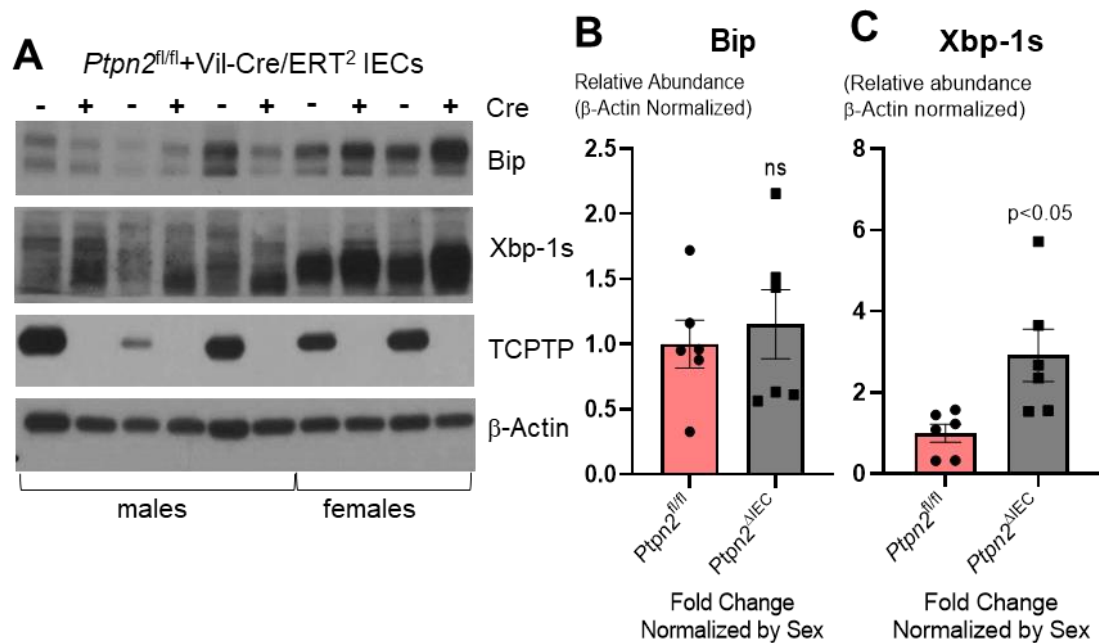 A
Ptpn2fl/fl+Vil-Cre/ERT2 IECs
- + - + - + - + - + Cre
Bip
Xbp-1s
TCPTP
β-Actin
males females
B Bip
Relative Abundance
(β-Actin Normalized)
2.5
2.0
1.5
1.0
0.5
0.0
ns
Ptpn2fl/fl
Ptpn2ΔIEC
Fold Change
Normalized by Sex
C Xbp-1s
(Relative abundance
β-Actin normalized)
8
6
4
2
0
p<0.05
Ptpn2fl/fl
Ptpn2ΔIEC
Fold Change
Normalized by Sex